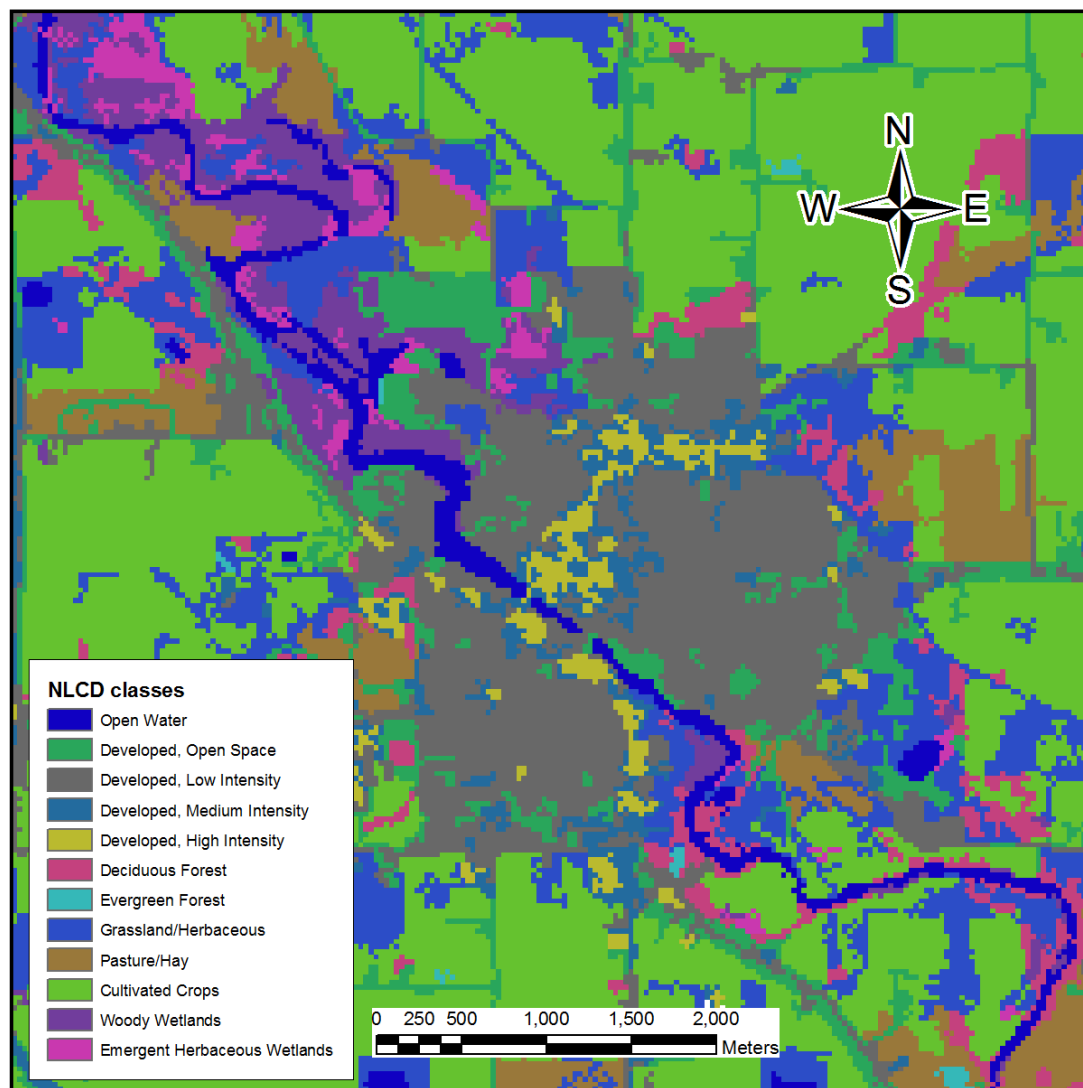 N
W E
S
NLCD classes
Open Water
Developed, Open Space
Developed, Low Intensity
Developed, Medium Intensity
Developed, High Intensity
Deciduous Forest
Evergreen Forest
Grassland/Herbaceous
Pasture/Hay
Cultivated Crops
Woody Wetlands
Emergent Herbaceous Wetlands
0 250 500 1,000 1,500 2,000
Meters